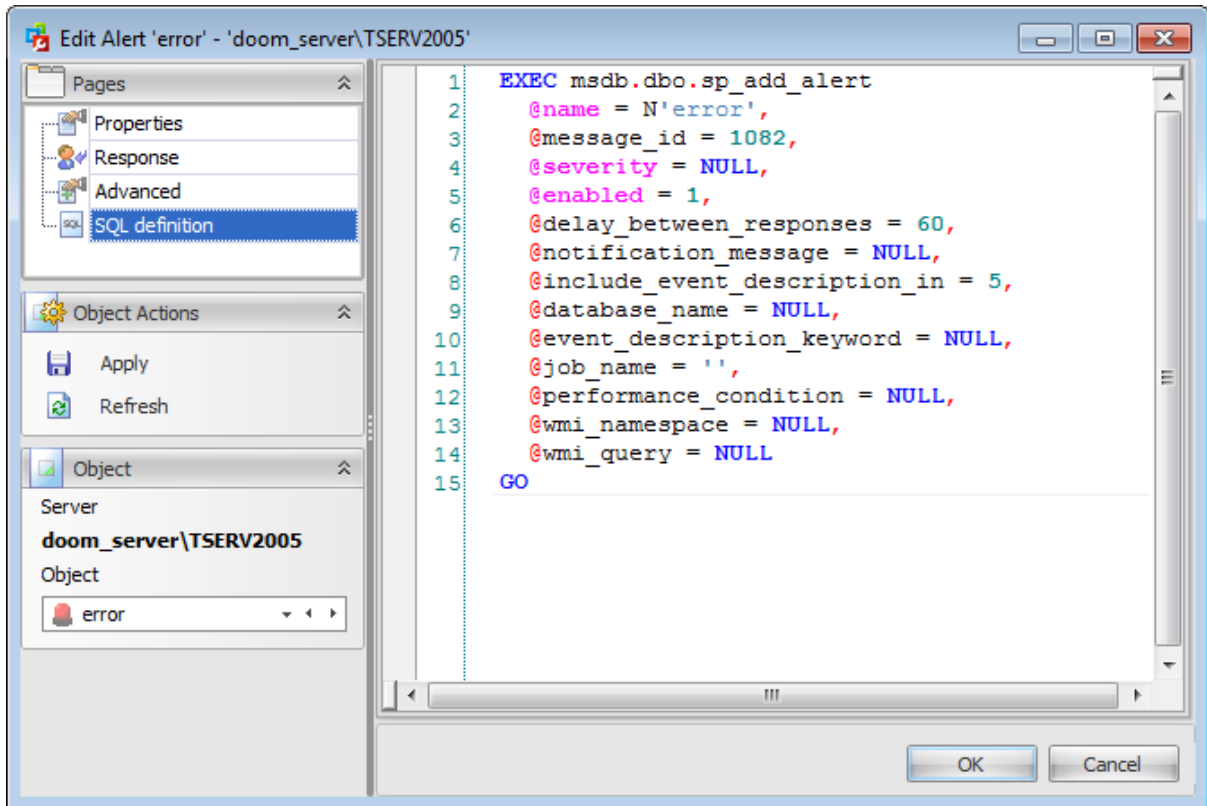 Edit Alert 'error' - 'doom_server\TSERV2005'
Pages
Properties
Response
Advanced
SQL SQL definition
Object Actions
Apply
Refresh
Object
Server
doom_server\TSERV2005
Object
error
1 EXEC msdb.dbo.sp_add_alert
2 @name = N'error',
3 @message_id = 1082,
4 @severity = NULL,
5 @enabled = 1,
6 @delay_between_responses = 60,
7 @notification_message = NULL,
8 @include_event_description_in = 5,
9 @database_name = NULL,
10 @event_description_keyword = NULL,
11 @job_name = '',
12 @performance_condition = NULL,
13 @wmi_namespace = NULL,
14 @wmi_query = NULL
15 GO
OK Cancel